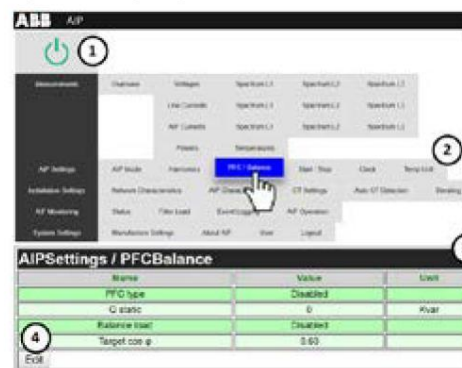 ABB AIP
1
Measurements Overview Voltages Spectrum L1 Spectrum L2 Spectrum L3
Line Currents Spectrum L1 Spectrum L2 Spectrum L3
AIP Currents Spectrum L1 Spectrum L2 Spectrum L3
Powers Temperatures
2
AIP Settings AIP Mode Harmonics PFC / Balance Start / Stop Clock Temp Unit
Installation Settings Network Characteristics AIP CT Settings Auto CT Detection Derating
AIP Monitoring Status Filter Load Event Logging AIP Operation
System Settings Manufacture Settings About AIP User Logout
AIPSettings / PFCBalance
Name Value Unit
PFC type Disabled
Q static 0 Kvar
Balance load Disabled
Target cos φ 0.60
4
Edit